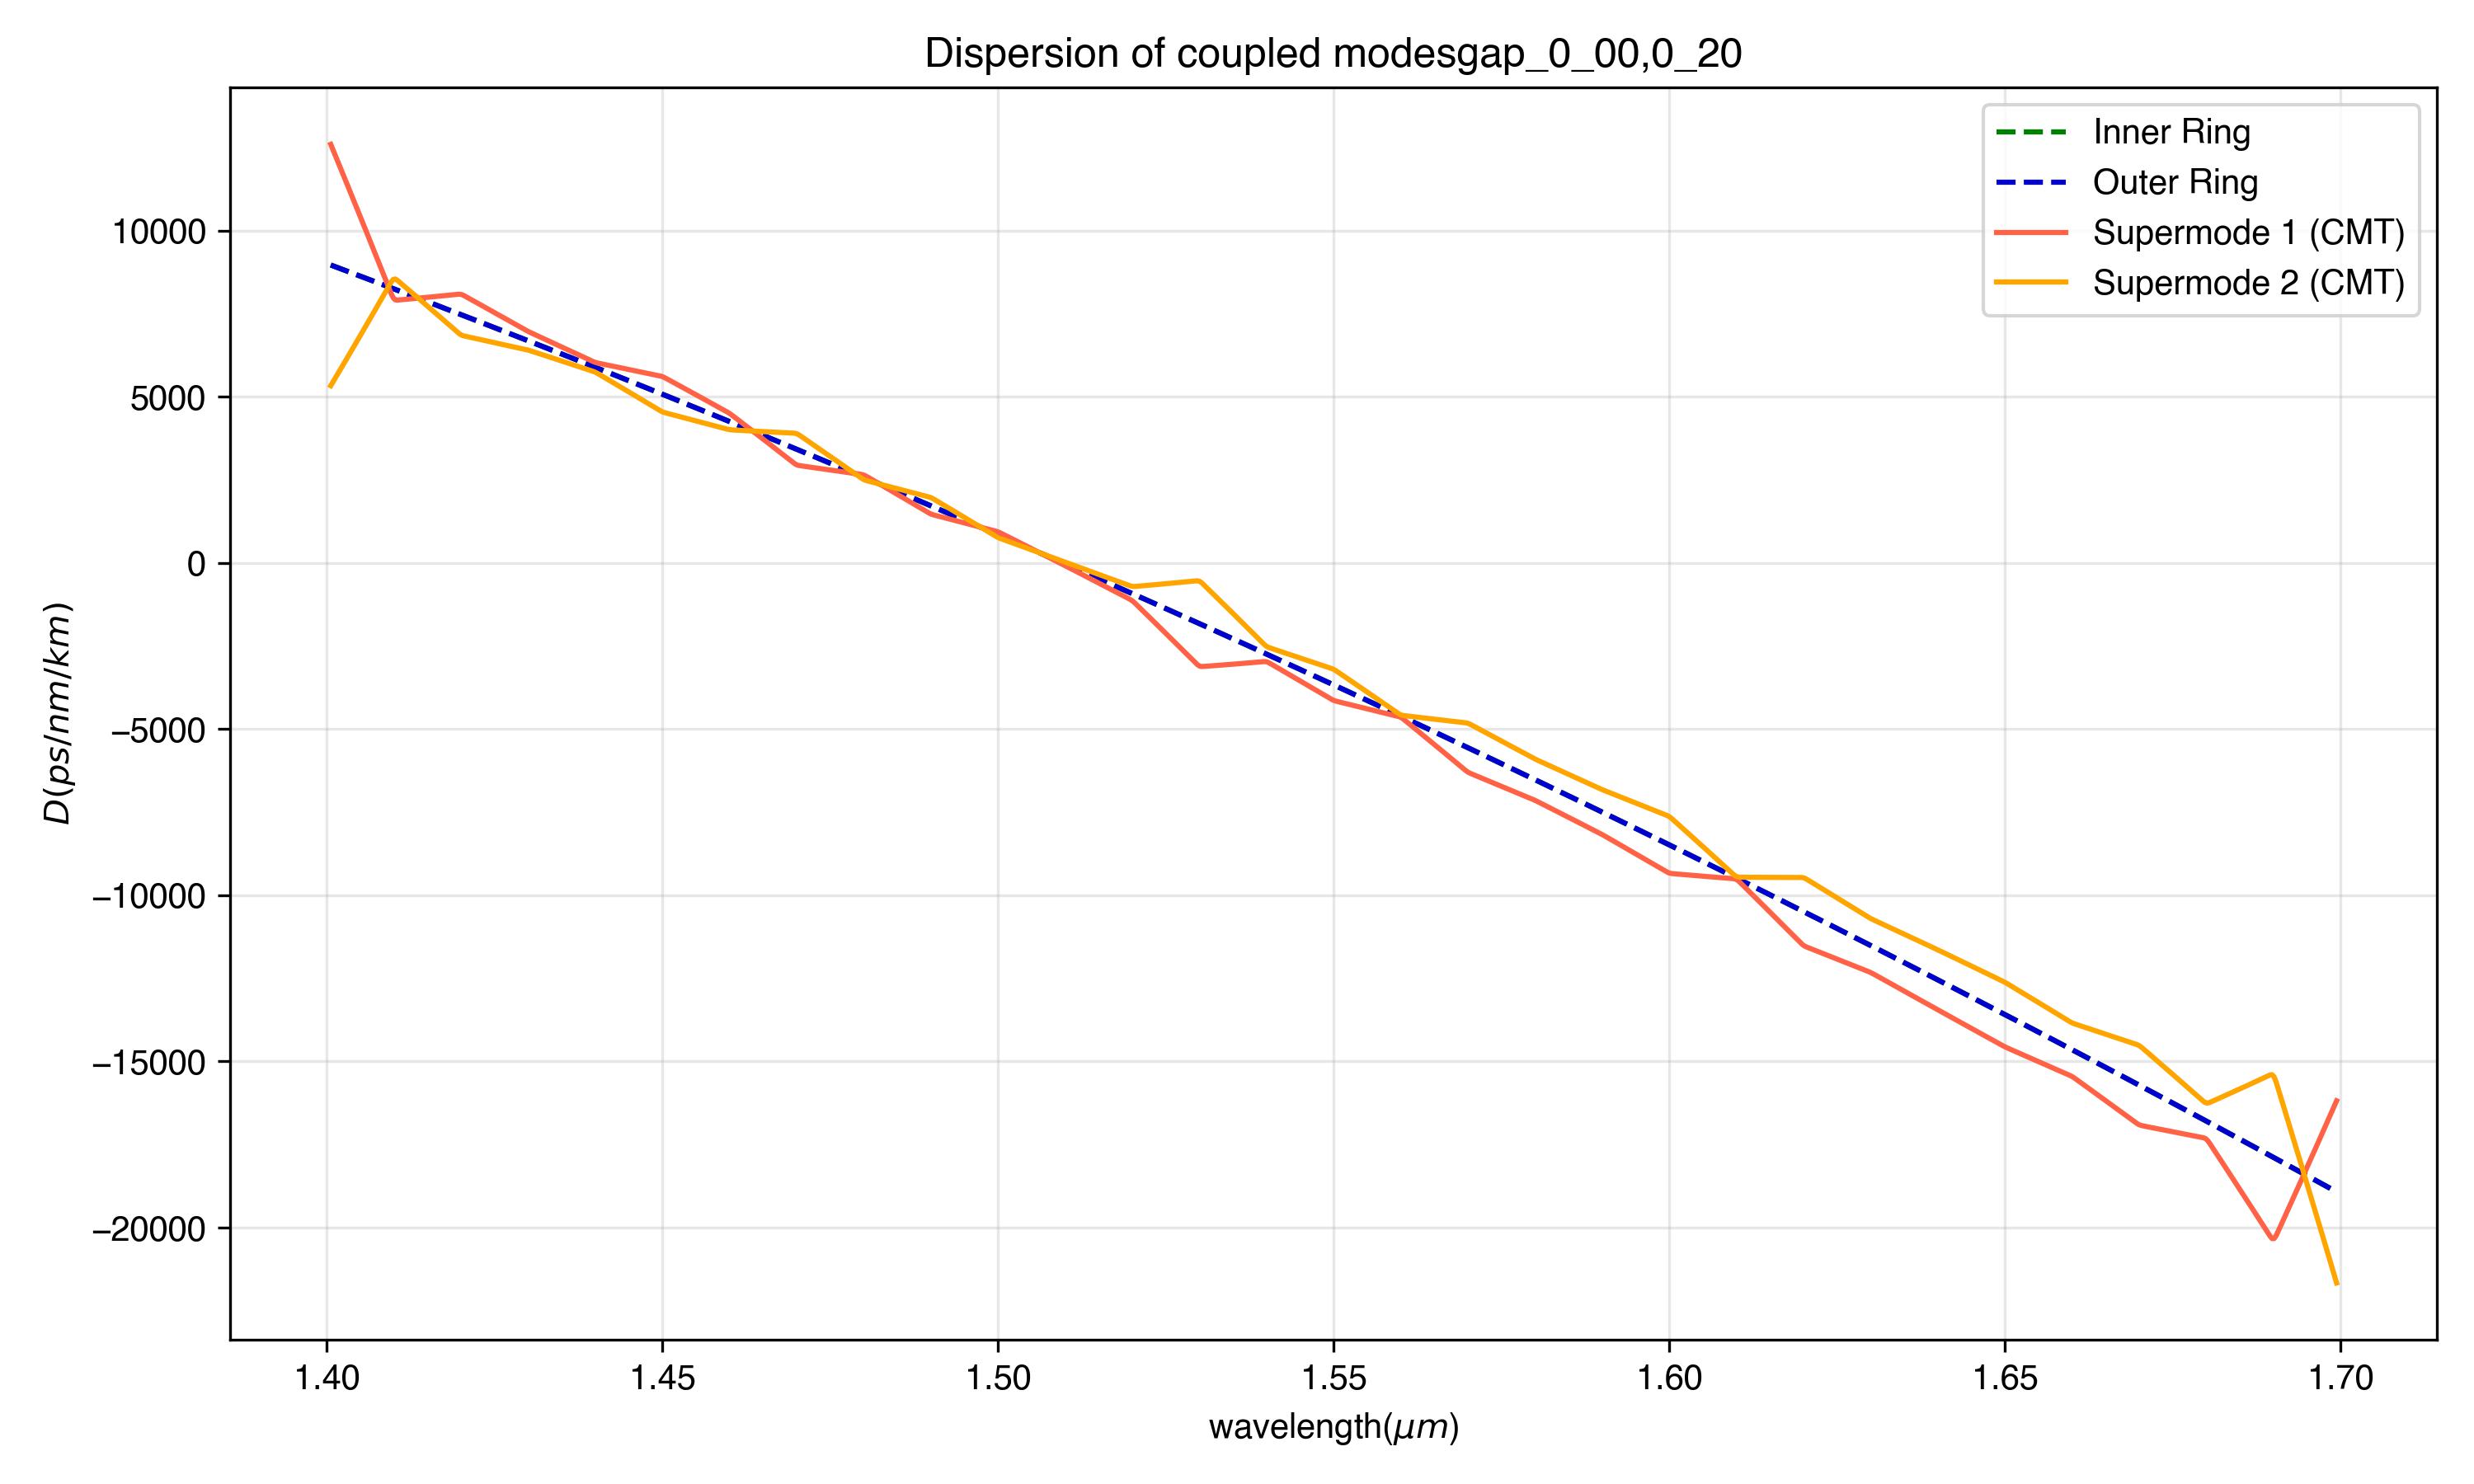 Dispersion of coupled modesgap_0_00,0_20
Inner Ring
Outer Ring
Supermode 1 (CMT)
Supermode 2 (CMT)
10000
5000
0
−5000
−10000
−15000
−20000
D(ps/nm/km)
1.40 1.45 1.50 1.55 1.60 1.65 1.70
wavelength(μm)